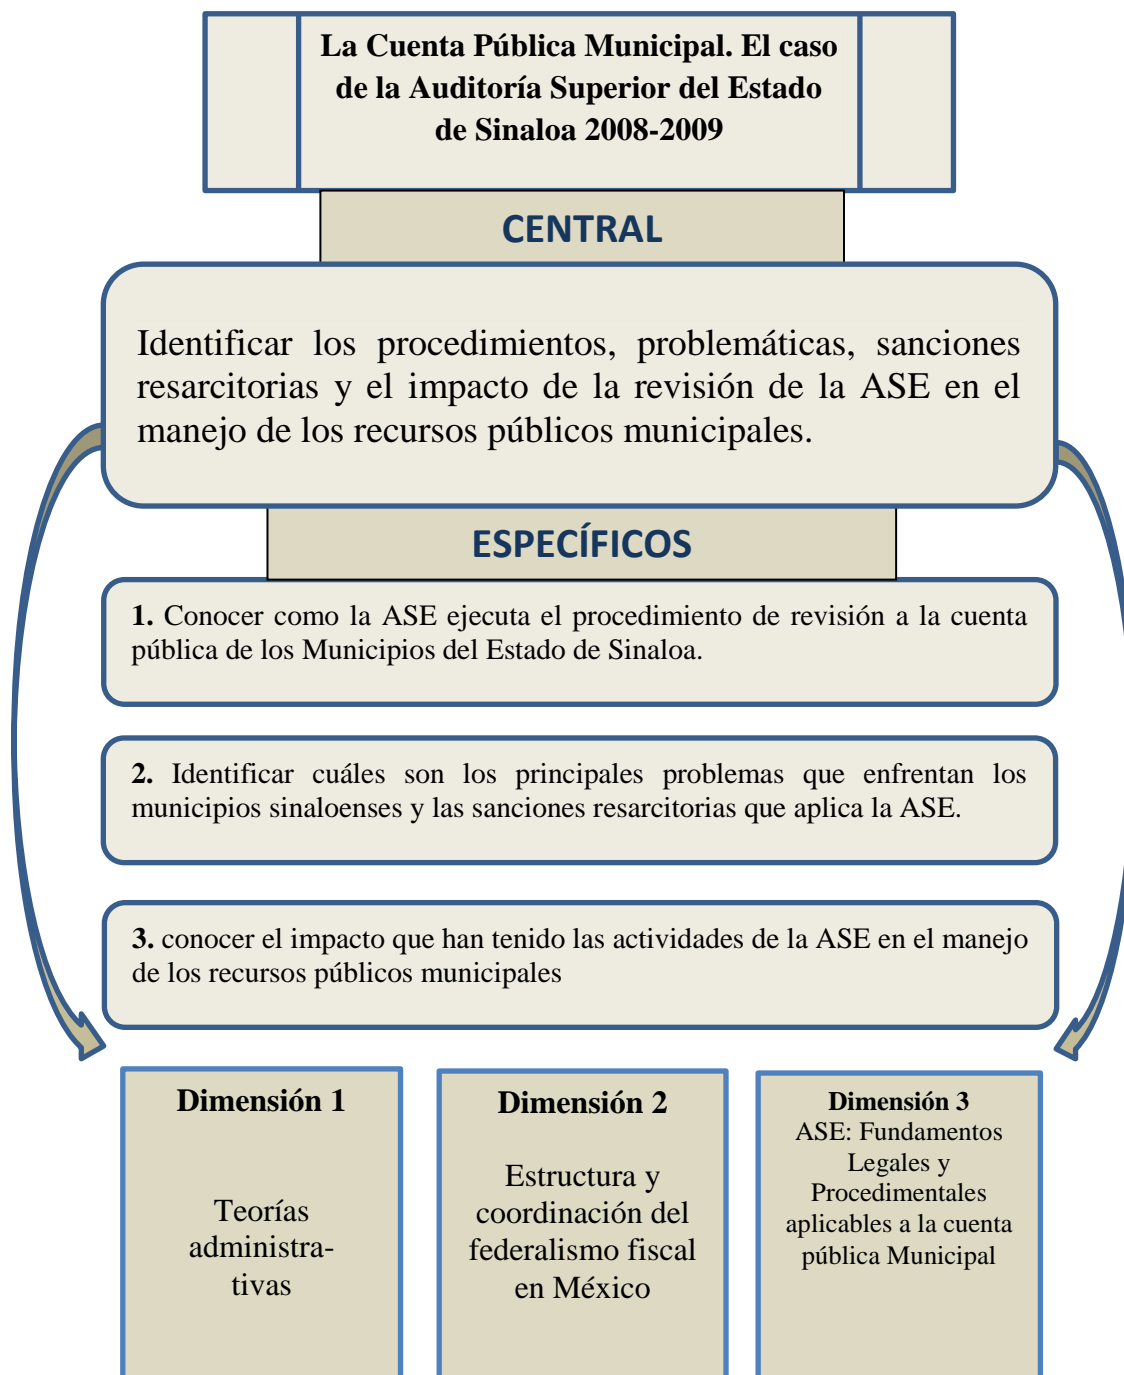 La Cuenta Pública Municipal. El caso
de la Auditoría Superior del Estado
de Sinaloa 2008-2009
CENTRAL
Identificar los procedimientos, problemáticas, sanciones
resarcitorias y el impacto de la revisión de la ASE en el
manejo de los recursos públicos municipales.
ESPECÍFICOS
1. Conocer como la ASE ejecuta el procedimiento de revisión a la cuenta
pública de los Municipios del Estado de Sinaloa.
2. Identificar cuáles son los principales problemas que enfrentan los
municipios sinaloenses y las sanciones resarcitorias que aplica la ASE.
3. conocer el impacto que han tenido las actividades de la ASE en el manejo
de los recursos públicos municipales
Dimensión 1
Teorías
administra-
tivas
Dimensión 2
Estructura y
coordinación del
federalismo fiscal
en México
Dimensión 3
ASE: Fundamentos
Legales y
Procedimentales
aplicables a la cuenta
pública Municipal